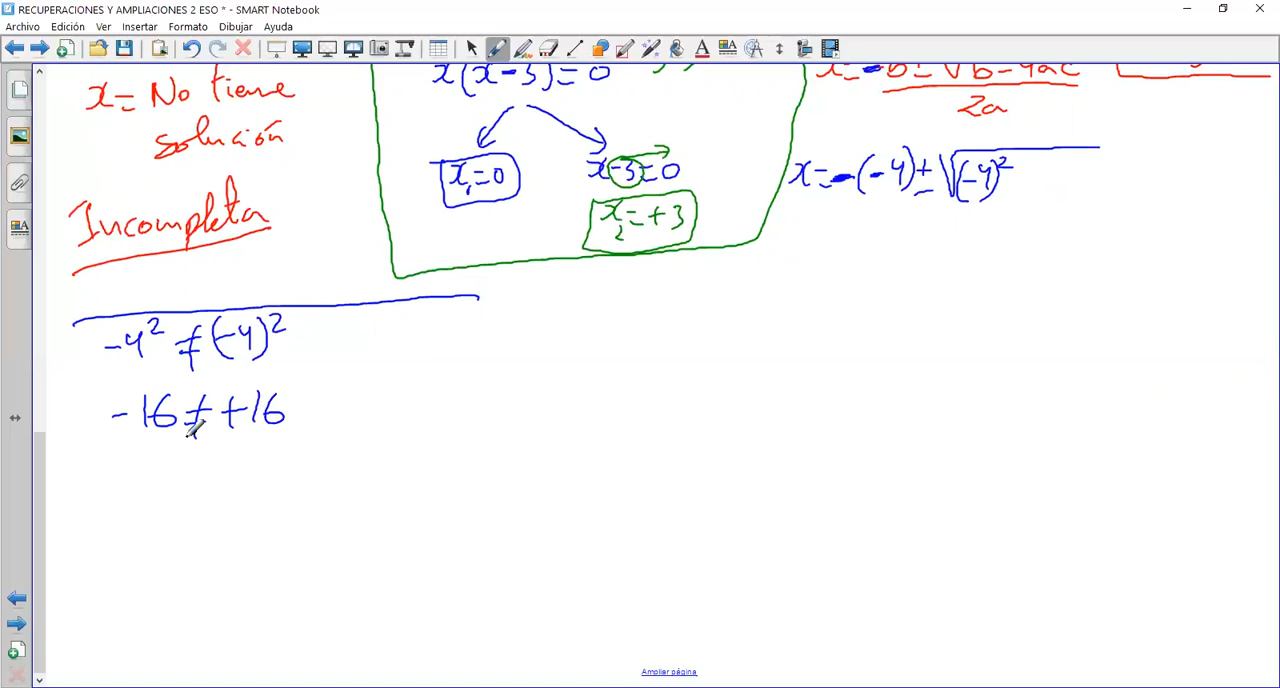 RECUPERACIONES Y AMPLIACIONES 2 ESO * - SMART Notebook
Archivo Edición Ver Insertar Formato Dibujar Ayuda
x = No tiene
solución
Incompleta
x(x-3)=0
x₁=0
x-3=0
x₂=+3
2a
x=-(-4)±√(-4)²
-4² ≠ (-4)²
-16 ≠ +16
Ampliar página